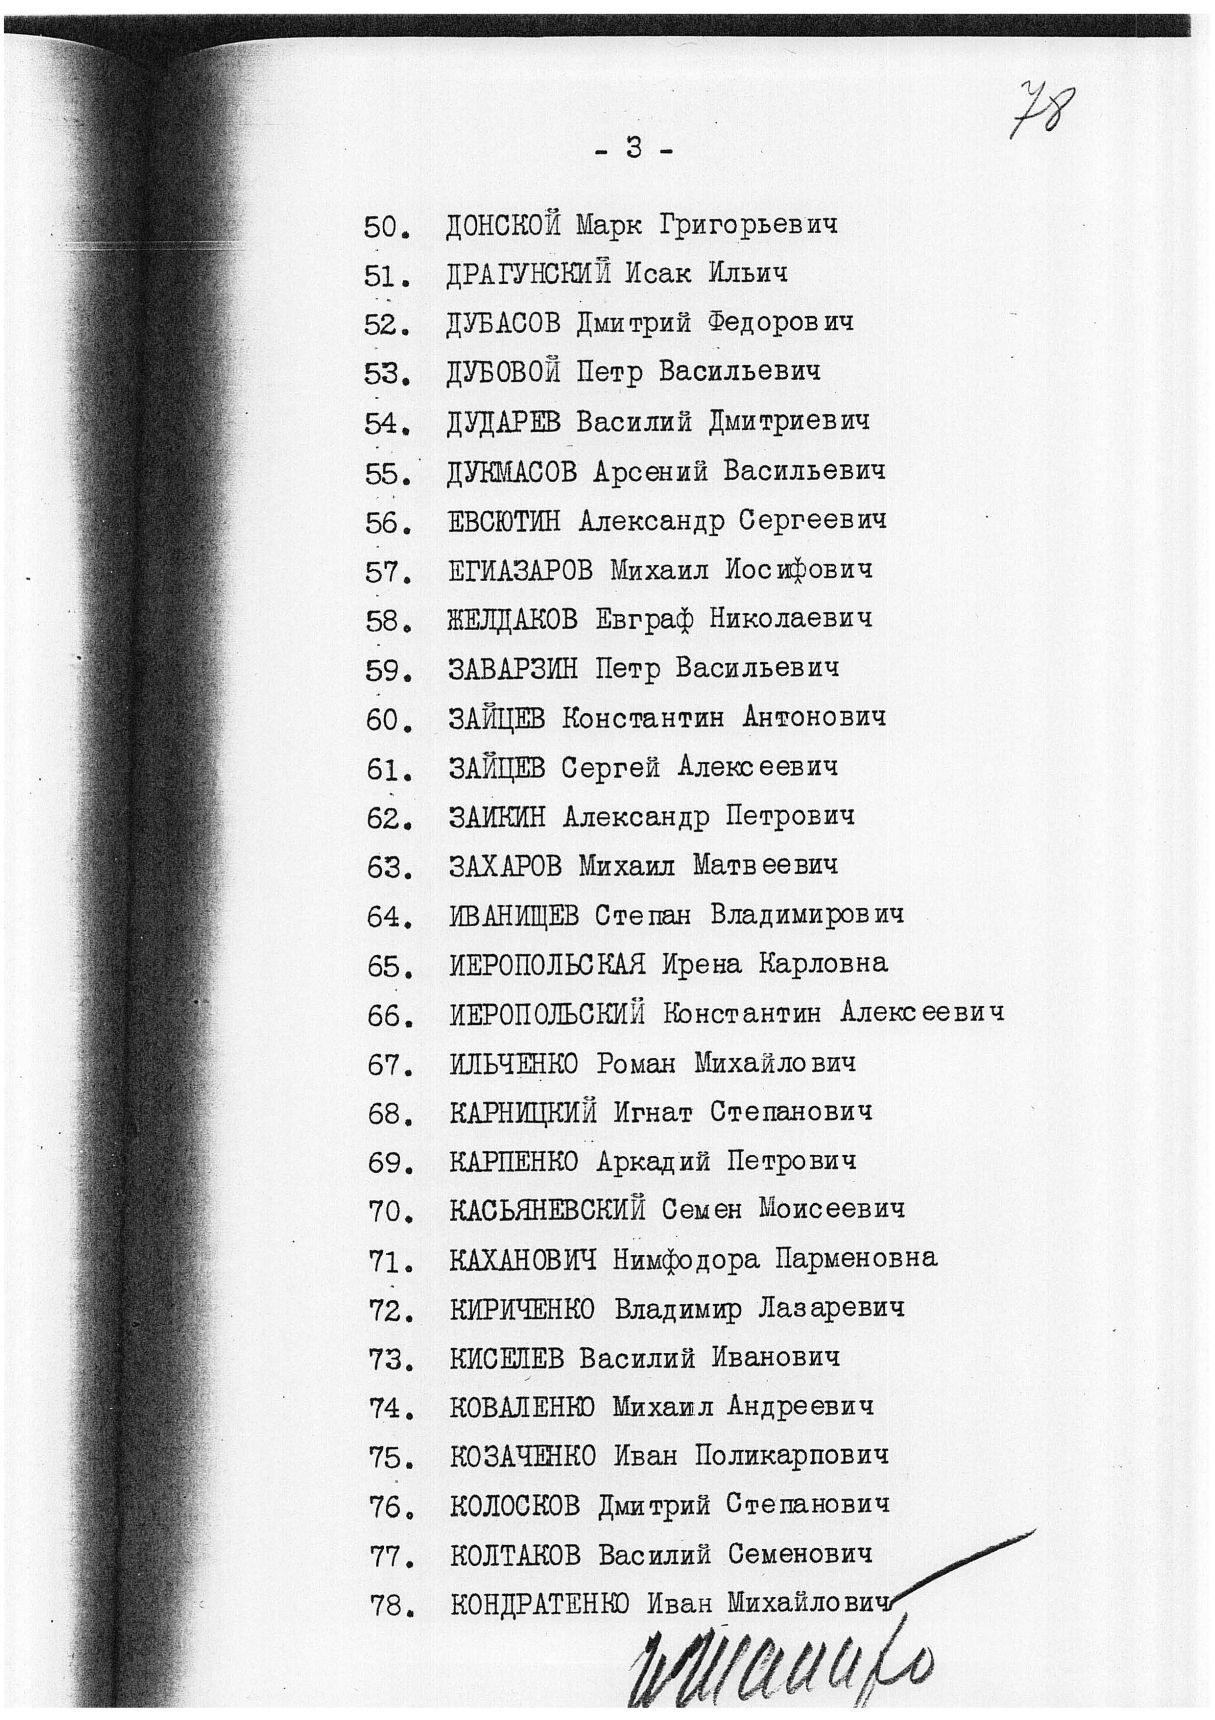 78
- 3 -
50. ДОНСКОЙ Марк Григорьевич
51. ДРАГУНСКИЙ Исак Ильич
52. ДУБАСОВ Дмитрий Федорович
53. ДУБОВОЙ Петр Васильевич
54. ДУДАРЕВ Василий Дмитриевич
55. ДУКМАСОВ Арсений Васильевич
56. ЕВСЮТИН Александр Сергеевич
57. ЕГИАЗАРОВ Михаил Иосифович
58. ЖЕЛДАКОВ Евграф Николаевич
59. ЗАВАРЗИН Петр Васильевич
60. ЗАЙЦЕВ Константин Антонович
61. ЗАЙЦЕВ Сергей Алексеевич
62. ЗАИКИН Александр Петрович
63. ЗАХАРОВ Михаил Матвеевич
64. ИВАНИЩЕВ Степан Владимирович
65. ИЕРОПОЛЬСКАЯ Ирена Карловна
66. ИЕРОПОЛЬСКИЙ Константин Алексеевич
67. ИЛЬЧЕНКО Роман Михайлович
68. КАРНИЦКИЙ Игнат Степанович
69. КАРПЕНКО Аркадий Петрович
70. КАСЬЯНЕВСКИЙ Семен Моисеевич
71. КАХАНОВИЧ Нимфодора Парменовна
72. КИРИЧЕНКО Владимир Лазаревич
73. КИСЕЛЕВ Василий Иванович
74. КОВАЛЕНКО Михаил Андреевич
75. КОЗАЧЕНКО Иван Поликарпович
76. КОЛОСКОВ Дмитрий Степанович
77. КОЛТАКОВ Василий Семенович
78. КОНДРАТЕНКО Иван Михайлович